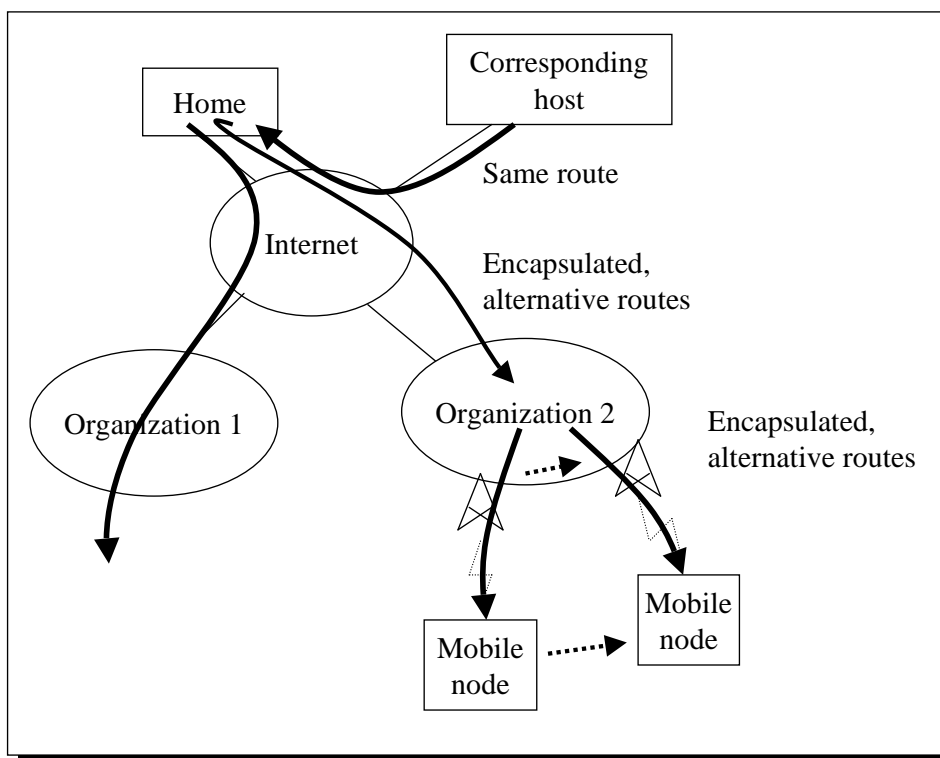 Corresponding
host
Home
Same route
Internet
Encapsulated,
alternative routes
Organization 1
Organization 2
Encapsulated,
alternative routes
Mobile
node
Mobile
node